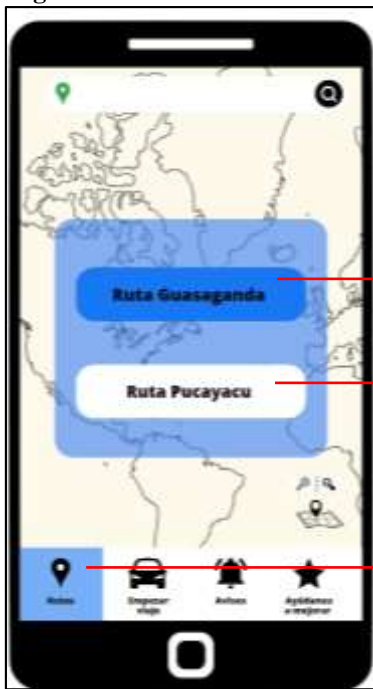 Ruta Guasaganda
Ruta Pucayacu
Rutas
Empezar
viaje
Avisos
Ayúdanos
a mejorar